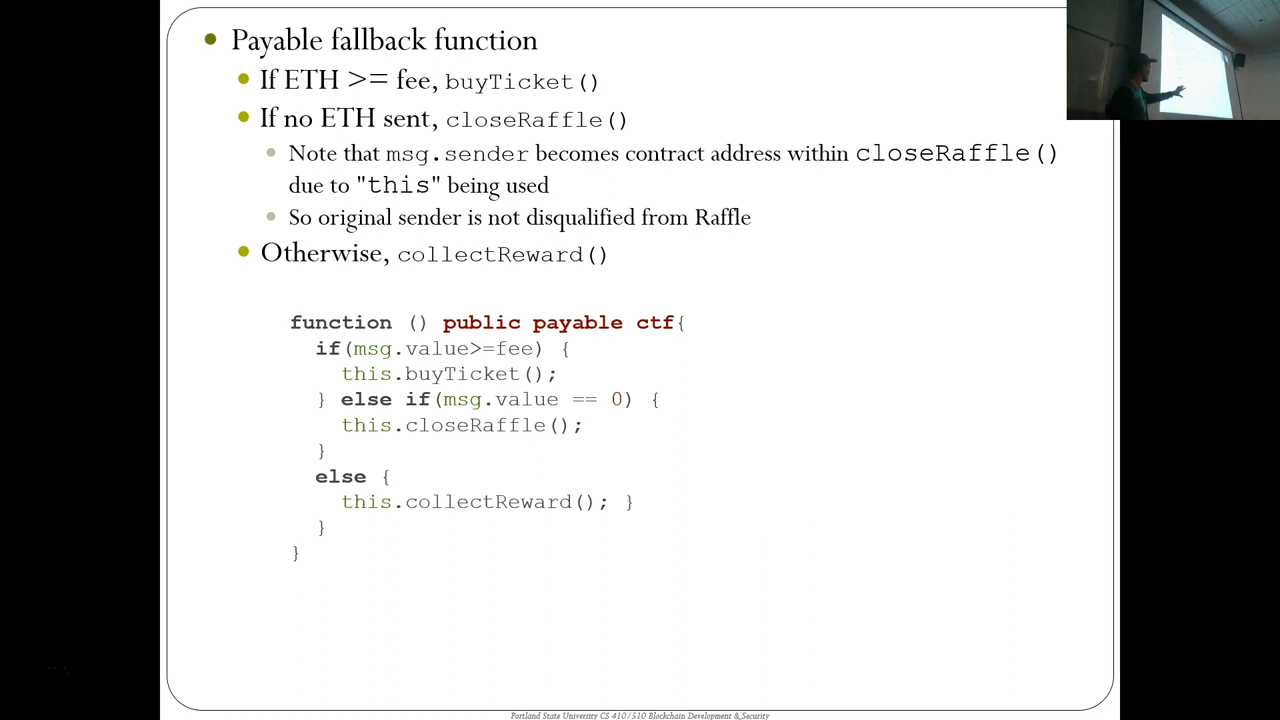 Payable fallback function
If ETH >= fee, buyTicket()
If no ETH sent, closeRaffle()
Note that msg.sender becomes contract address within closeRaffle()
due to "this" being used
So original sender is not disqualified from Raffle
Otherwise, collectReward()
function () public payable ctf{
if(msg.value>=fee) {
this.buyTicket();
} else if(msg.value == 0) {
this.closeRaffle();
}
else {
this.collectReward(); }
}
}
Portland State University CS 410/510 Blockchain Development & Security